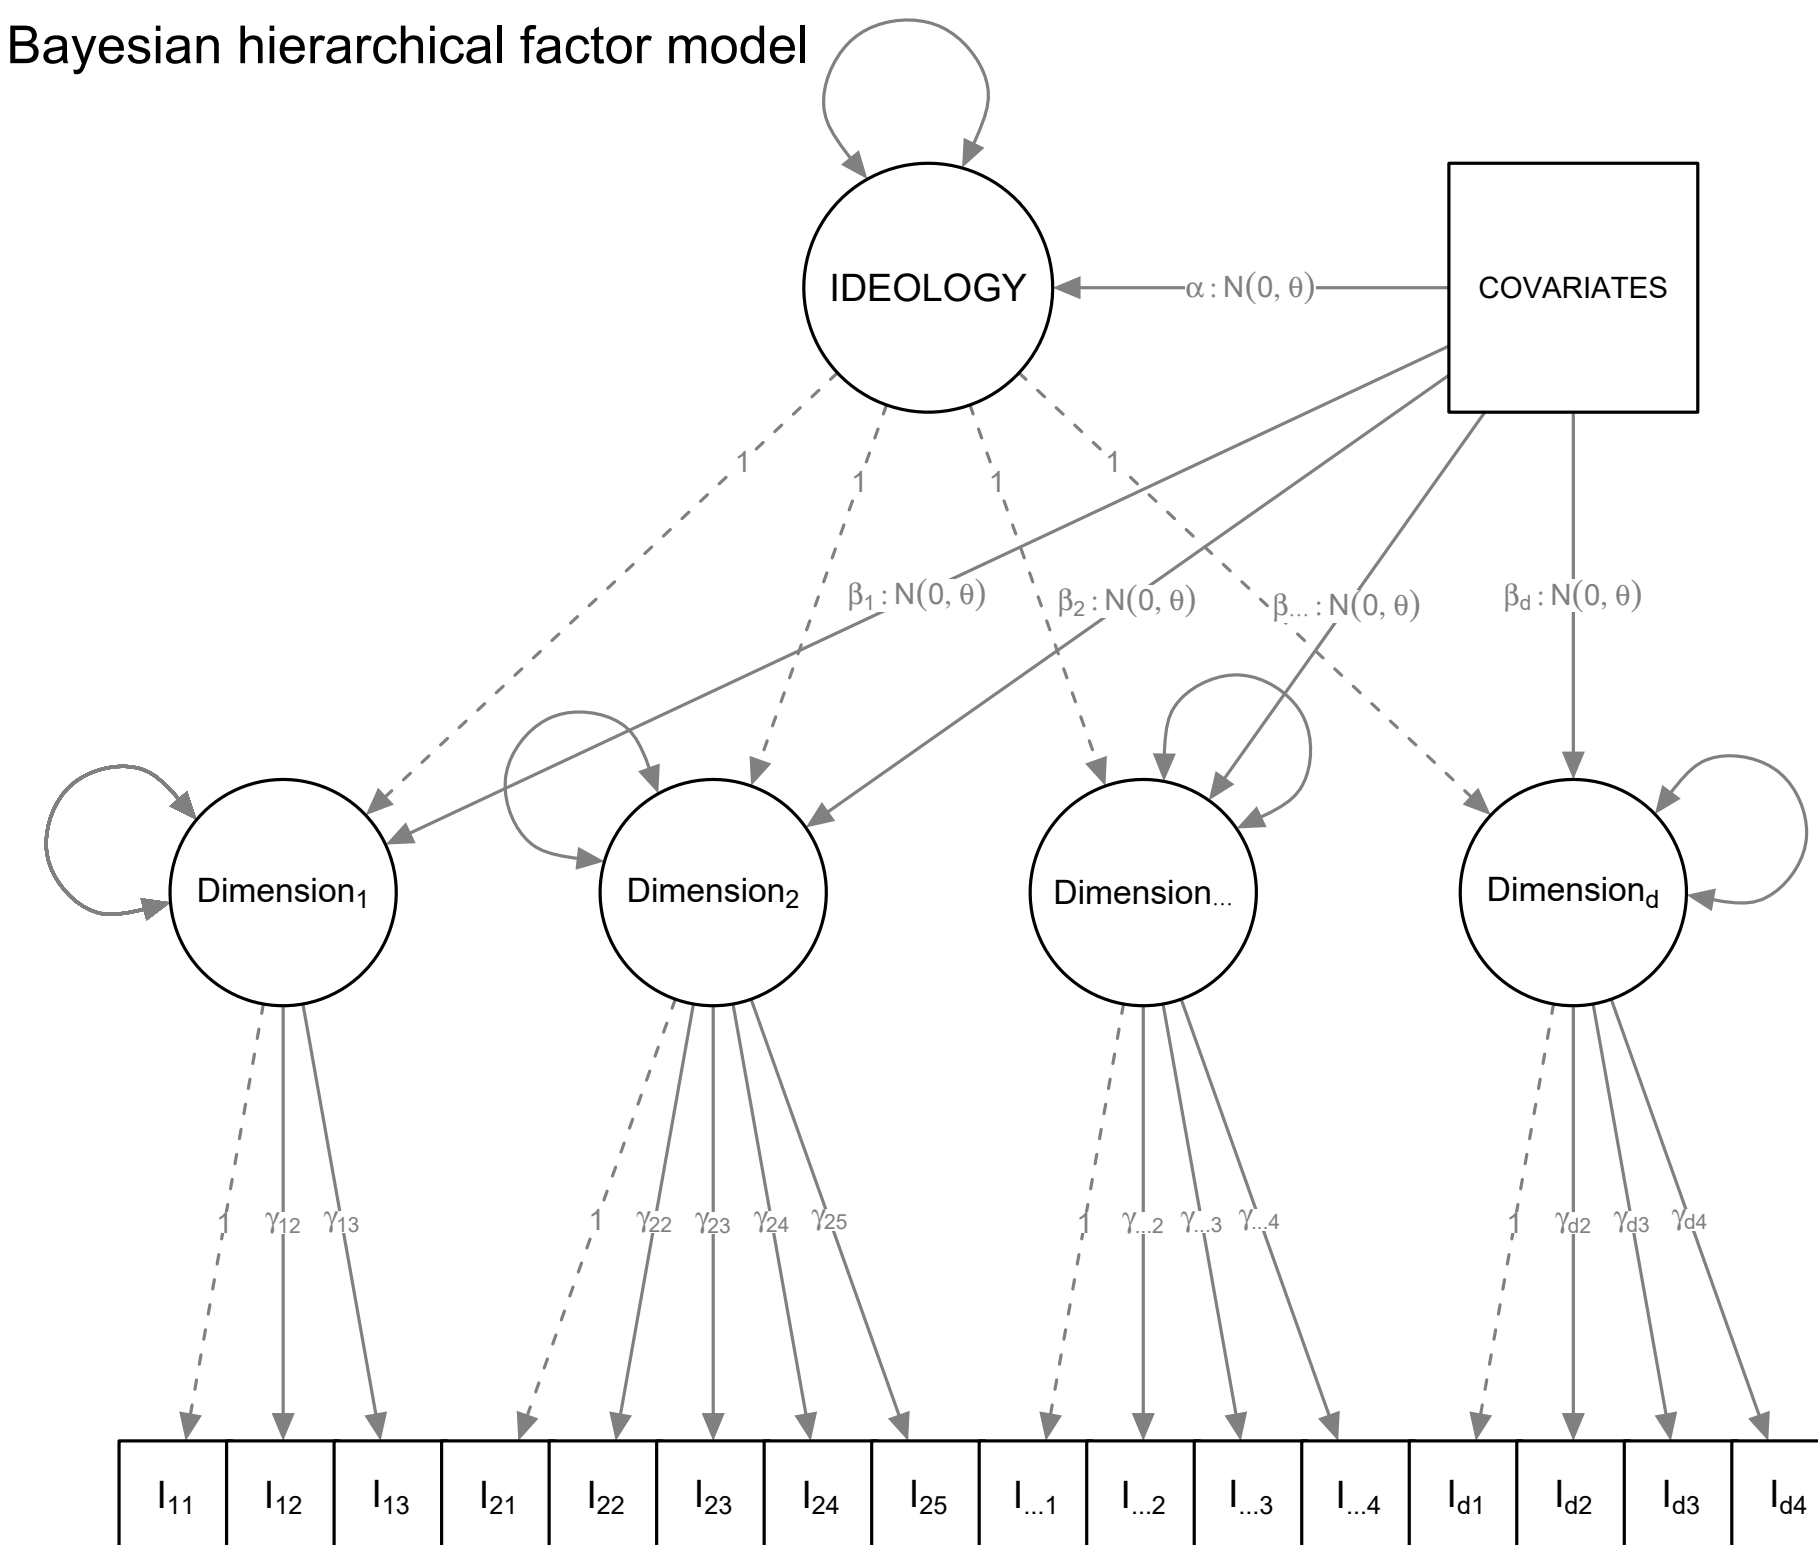 Bayesian hierarchical factor model
IDEOLOGY
α : N(0, θ)
COVARIATES
1
1
1
1
β₁ : N(0, θ)
β₂ : N(0, θ)
β... : N(0, θ)
βd : N(0, θ)
Dimension₁
Dimension₂
Dimension...
Dimensiond
1 γ12 γ13 1 γ22 γ23 γ24 γ25 1 γ...2 γ...3 γ...4 1 γd2 γd3 γd4
I11 I12 I13 I21 I22 I23 I24 I25 I...1 I...2 I...3 I...4 Id1 Id2 Id3 Id4